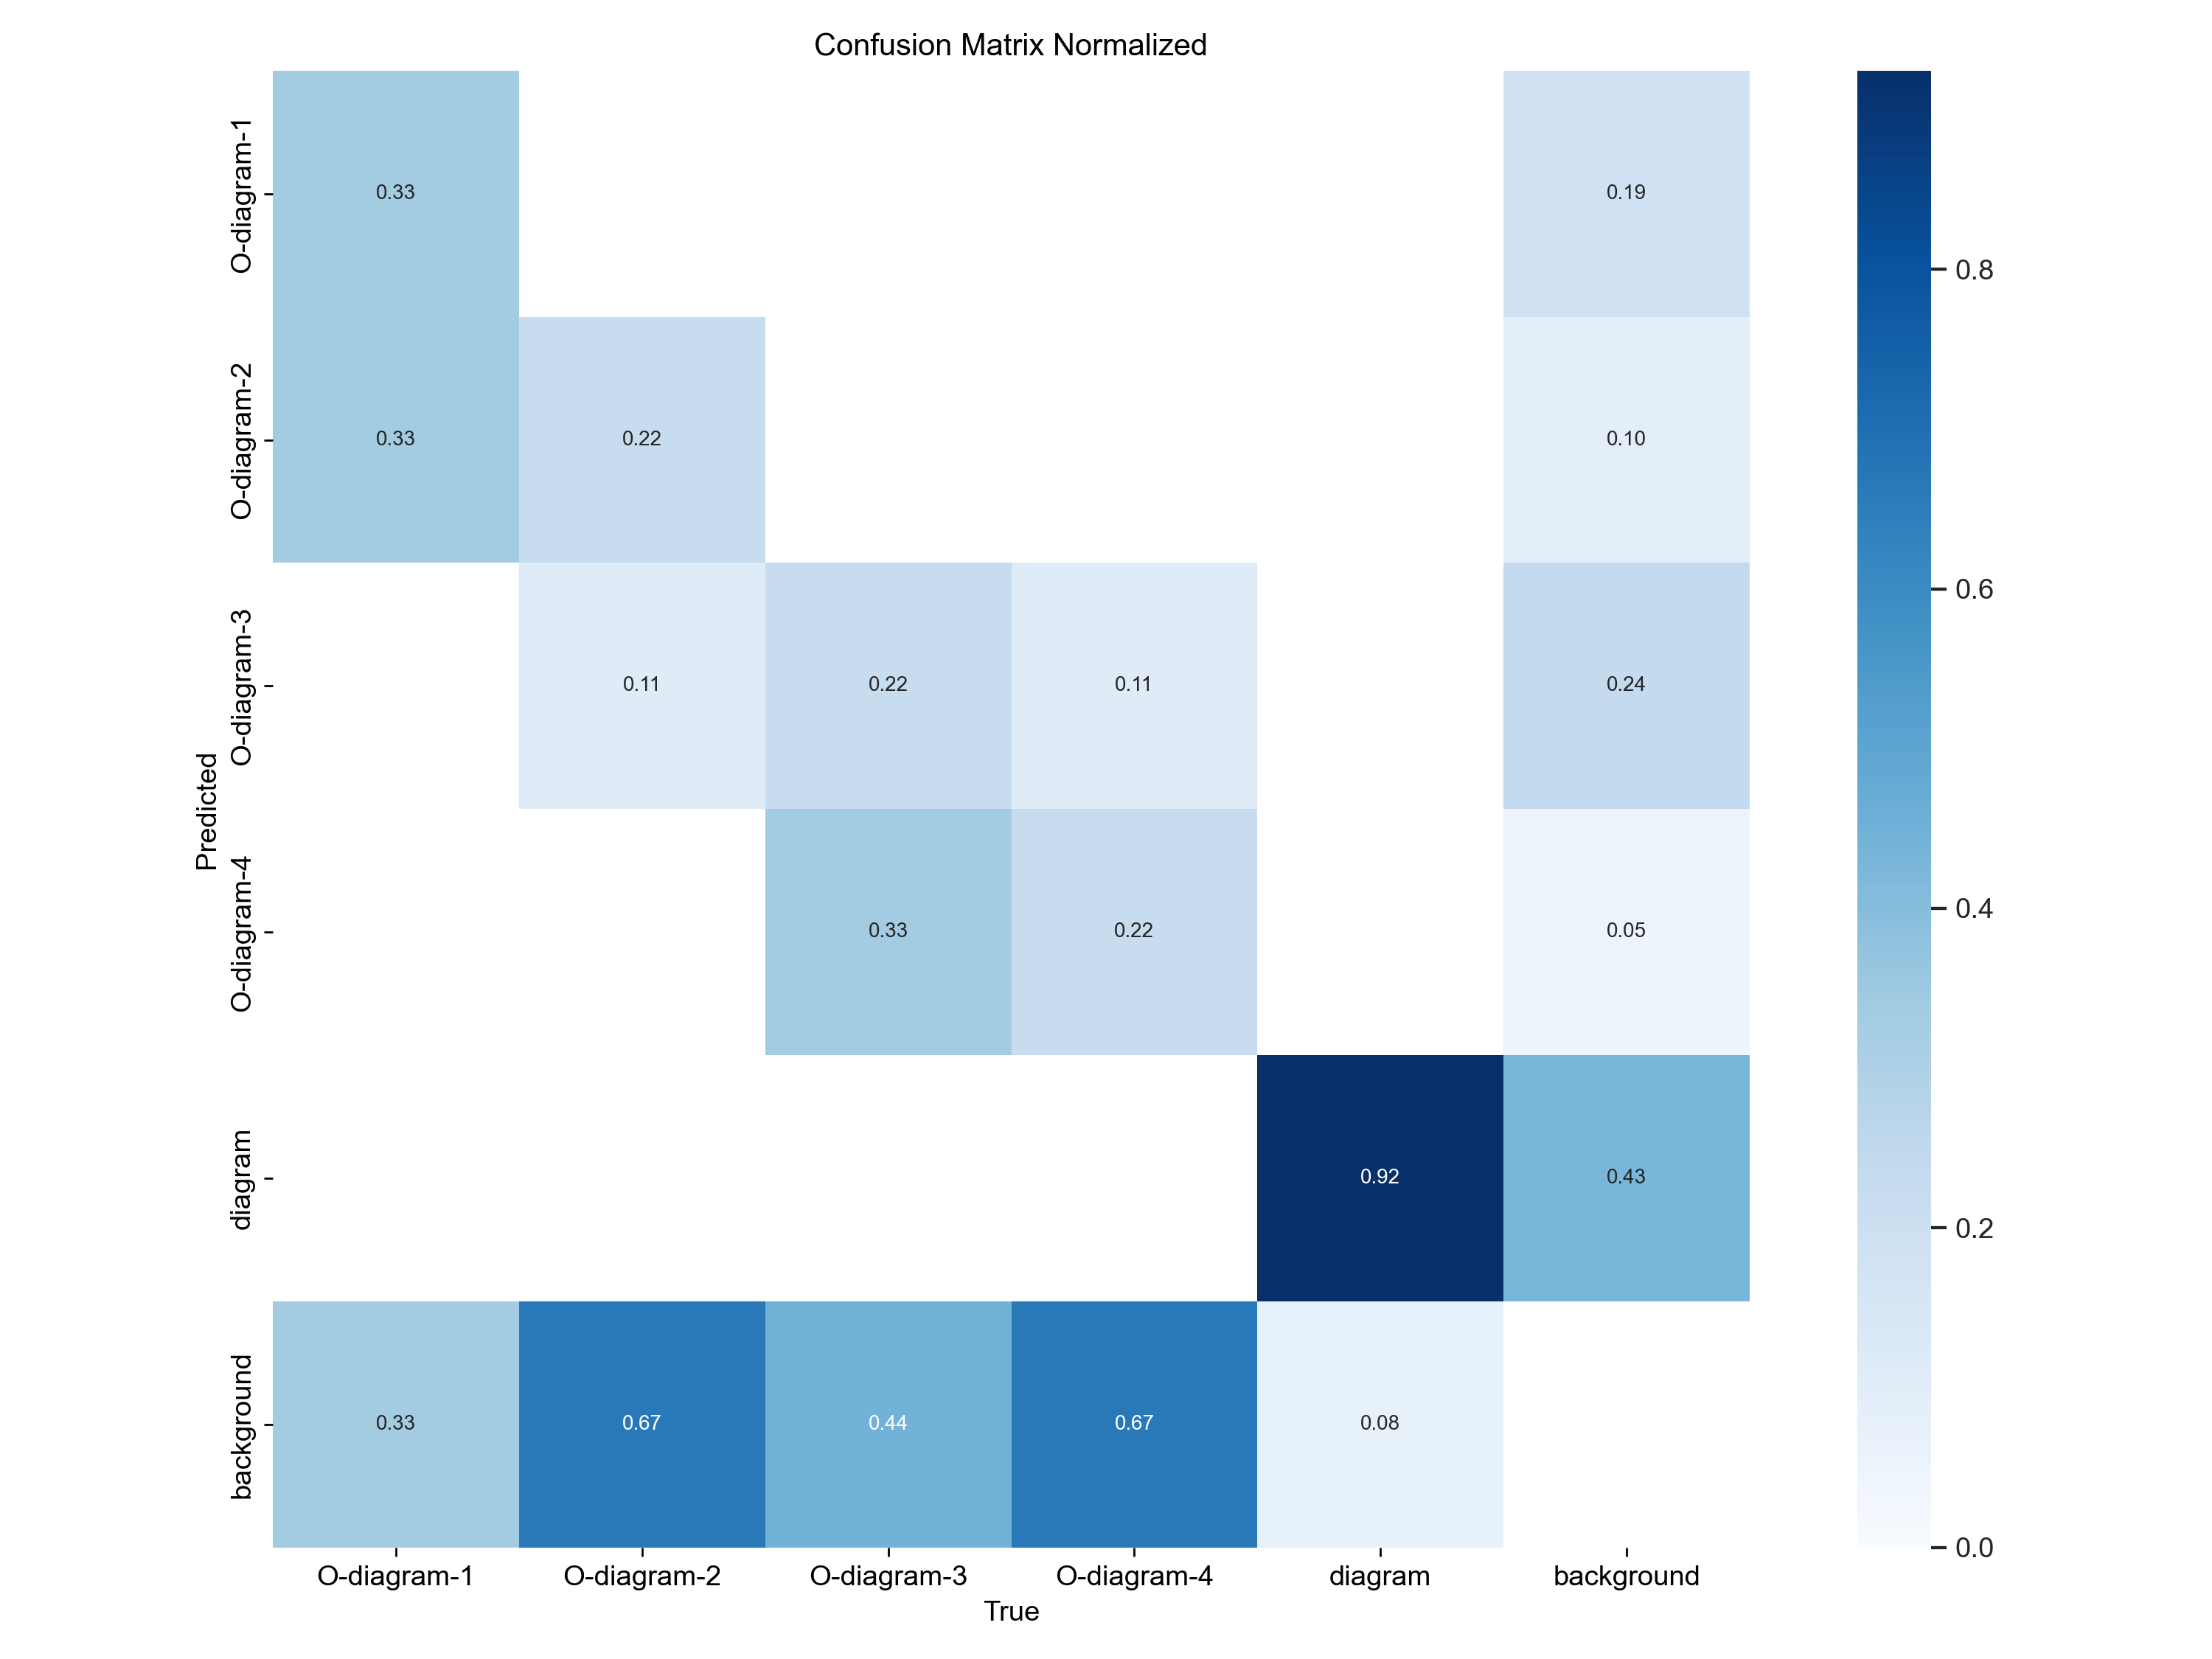 Confusion Matrix Normalized
O-diagram-1
0.33
0.19
O-diagram-2
0.33
0.22
0.10
O-diagram-3
0.11
0.22
0.11
0.24
O-diagram-4
0.33
0.22
0.05
diagram
0.92
0.43
background
0.33
0.67
0.44
0.67
0.08
Predicted
O-diagram-1
O-diagram-2
O-diagram-3
O-diagram-4
diagram
background
True
0.8
0.6
0.4
0.2
0.0